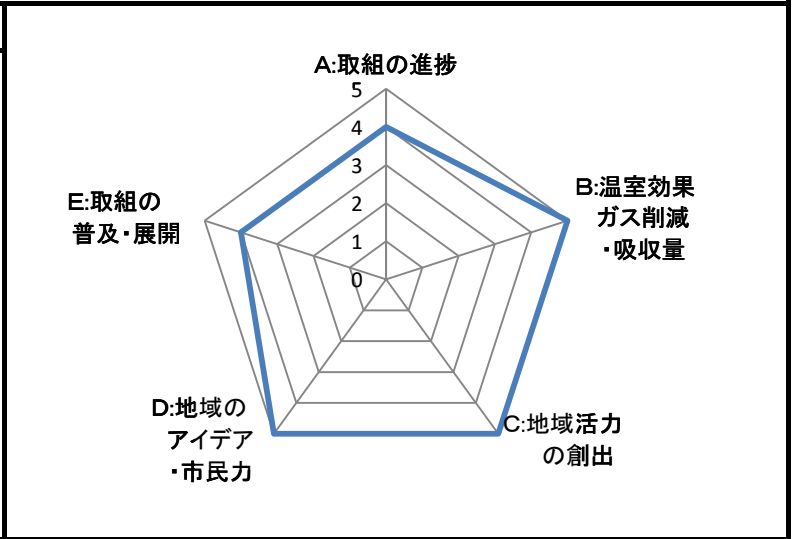 A:取組の進捗
5
4
3
2
1
0
B:温室効果
ガス削減
・吸収量
C:地域活力
の創出
D:地域の
アイデア
・市民力
E:取組の
普及・展開